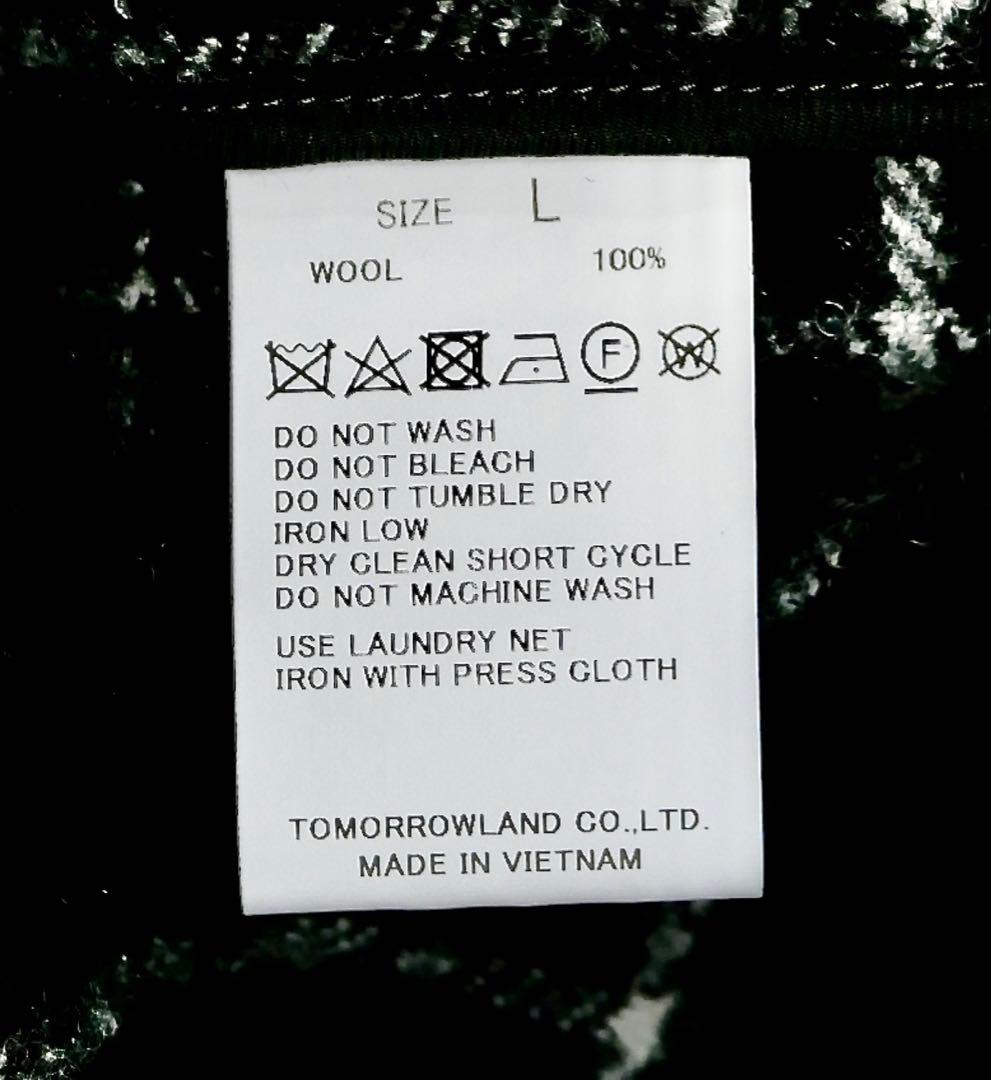 SIZE L
WOOL 100%
F W
DO NOT WASH
DO NOT BLEACH
DO NOT TUMBLE DRY
IRON LOW
DRY CLEAN SHORT CYCLE
DO NOT MACHINE WASH
USE LAUNDRY NET
IRON WITH PRESS CLOTH
TOMORROWLAND CO.,LTD.
MADE IN VIETNAM